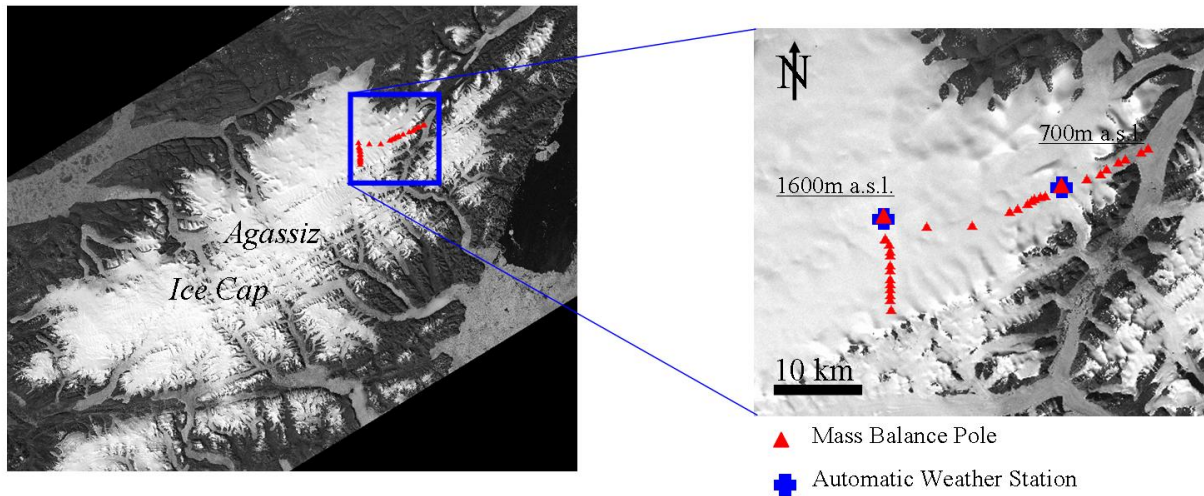 Agassiz
Ice Cap
N
700m a.s.l.
1600m a.s.l.
10 km
Mass Balance Pole
Automatic Weather Station